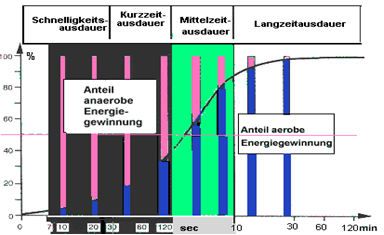 Schnelligkeits-
ausdauer
Kurzzeit-
ausdauer
Mittelzeit-
ausdauer
Langzeitausdauer
100
%
80
60
40
20
0
Anteil
anaerobe
Energie-
gewinnung
Anteil aerobe
Energiegewinnung
0 7 10 20 30 60 120 sec 10 30 60 120 min